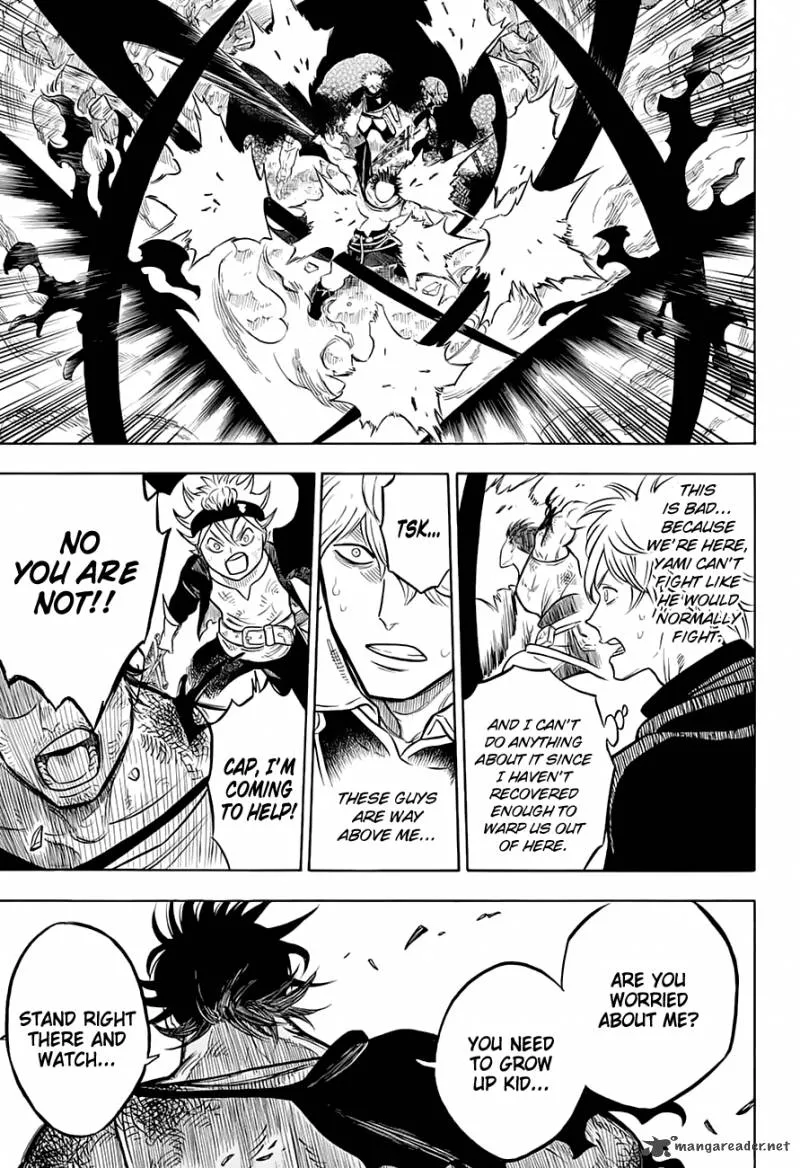 THIS
IS BAD...
BECAUSE
WE'RE HERE,
YAMI CAN'T
FIGHT LIKE
HE WOULD
NORMALLY
FIGHT.
AND I CAN'T
DO ANYTHING
ABOUT IT SINCE
I HAVEN'T
RECOVERED
ENOUGH TO
WARP US OUT
OF HERE.
TSK...
THESE GUYS
ARE WAY
ABOVE ME...
CAP, I'M
COMING
TO HELP!
NO
YOU ARE
NOT!!
ARE YOU
WORRIED
ABOUT ME?
YOU NEED
TO GROW
UP KID...
STAND RIGHT
THERE AND
WATCH...
mangareader.net